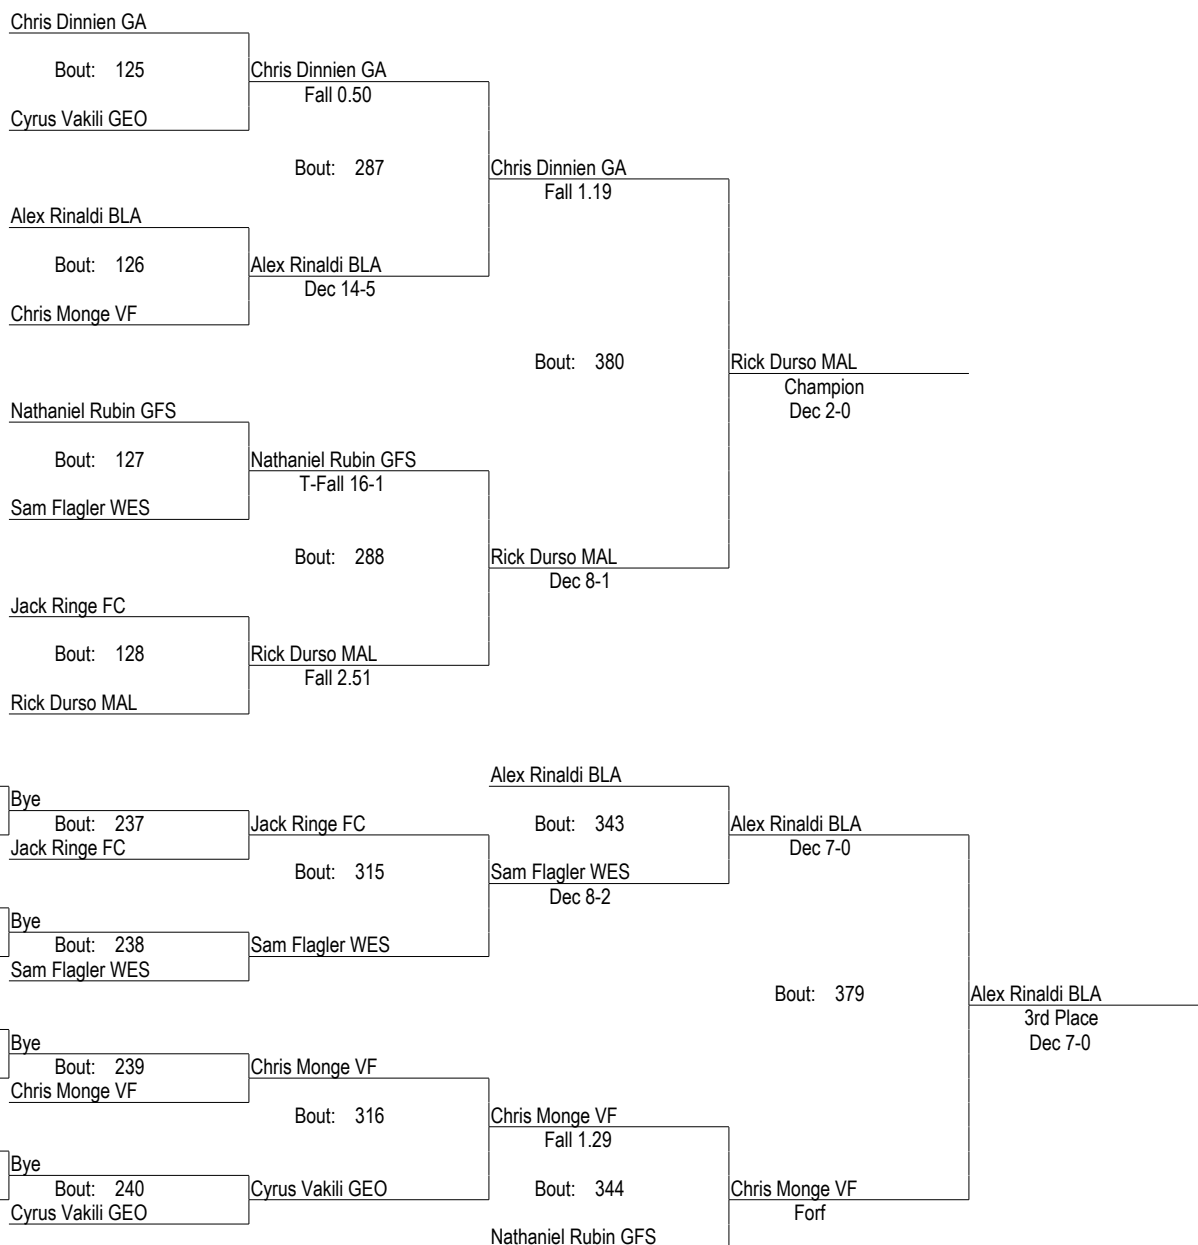 Chris Dinnien GA
Bout: 125 Chris Dinnien GA
Fall 0.50
Cyrus Vakili GEO
Bout: 287 Chris Dinnien GA
Fall 1.19
Alex Rinaldi BLA
Bout: 126 Alex Rinaldi BLA
Dec 14-5
Chris Monge VF
Bout: 380 Rick Durso MAL
Champion
Nathaniel Rubin GFS Dec 2-0
Bout: 127 Nathaniel Rubin GFS
T-Fall 16-1
Sam Flagler WES
Bout: 288 Rick Durso MAL
Dec 8-1
Jack Ringe FC
Bout: 128 Rick Durso MAL
Fall 2.51
Rick Durso MAL
Alex Rinaldi BLA
Bye
Bout: 237 Jack Ringe FC Bout: 343 Alex Rinaldi BLA
Jack Ringe FC Dec 7-0
Bout: 315 Sam Flagler WES
Dec 8-2
Bye
Bout: 238 Sam Flagler WES
Sam Flagler WES
Bout: 379 Alex Rinaldi BLA
3rd Place
Bye Dec 7-0
Bout: 239 Chris Monge VF
Chris Monge VF
Bout: 316 Chris Monge VF
Fall 1.29
Bye
Bout: 240 Cyrus Vakili GEO Bout: 344 Chris Monge VF
Cyrus Vakili GEO Forf
Nathaniel Rubin GFS